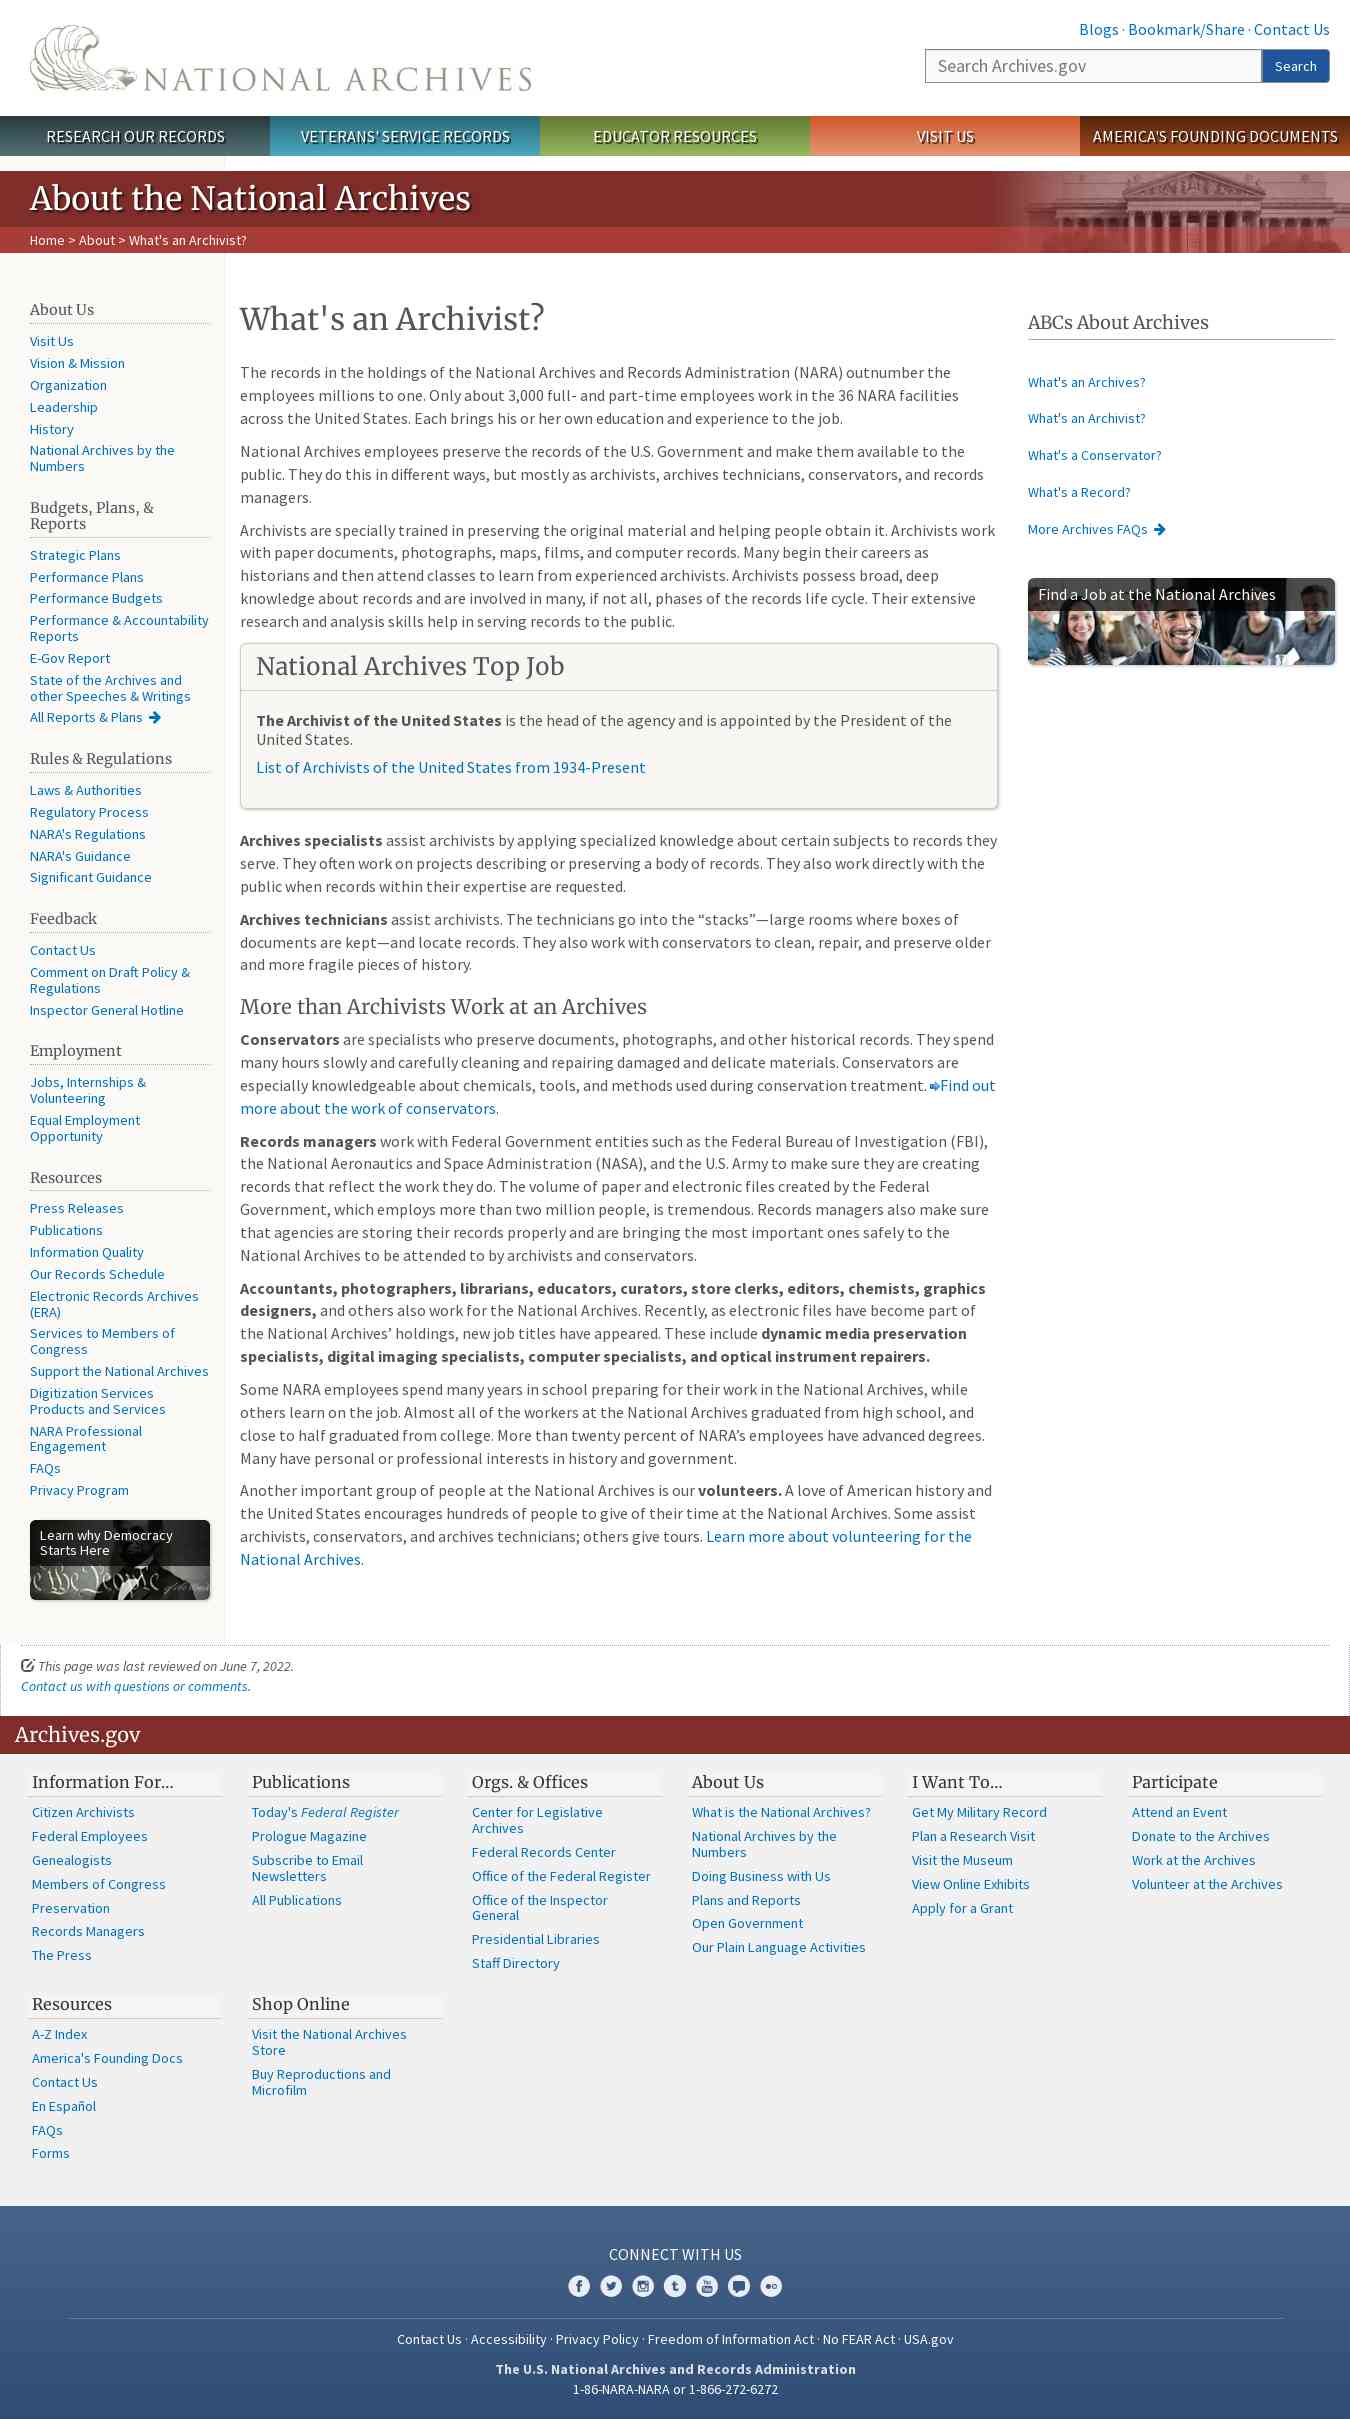 NATIONAL ARCHIVES
Blogs · Bookmark/Share · Contact Us
Search Archives.gov
Search
RESEARCH OUR RECORDS
VETERANS' SERVICE RECORDS
EDUCATOR RESOURCES
VISIT US
AMERICA'S FOUNDING DOCUMENTS
About the National Archives
Home > About > What's an Archivist?
About Us
Visit Us
Vision & Mission
Organization
Leadership
History
National Archives by the
Numbers
Budgets, Plans, &
Reports
Strategic Plans
Performance Plans
Performance Budgets
Performance & Accountability
Reports
E-Gov Report
State of the Archives and
other Speeches & Writings
All Reports & Plans
Rules & Regulations
Laws & Authorities
Regulatory Process
NARA's Regulations
NARA's Guidance
Significant Guidance
Feedback
Contact Us
Comment on Draft Policy &
Regulations
Inspector General Hotline
Employment
Jobs, Internships &
Volunteering
Equal Employment
Opportunity
Resources
Press Releases
Publications
Information Quality
Our Records Schedule
Electronic Records Archives
(ERA)
Services to Members of
Congress
Support the National Archives
Digitization Services
Products and Services
NARA Professional
Engagement
FAQs
Privacy Program
Learn why Democracy
Starts Here
What's an Archivist?
The records in the holdings of the National Archives and Records Administration (NARA) outnumber the
employees millions to one. Only about 3,000 full- and part-time employees work in the 36 NARA facilities
across the United States. Each brings his or her own education and experience to the job.
National Archives employees preserve the records of the U.S. Government and make them available to the
public. They do this in different ways, but mostly as archivists, archives technicians, conservators, and records
managers.
Archivists are specially trained in preserving the original material and helping people obtain it. Archivists work
with paper documents, photographs, maps, films, and computer records. Many begin their careers as
historians and then attend classes to learn from experienced archivists. Archivists possess broad, deep
knowledge about records and are involved in many, if not all, phases of the records life cycle. Their extensive
research and analysis skills help in serving records to the public.
National Archives Top Job
The Archivist of the United States is the head of the agency and is appointed by the President of the
United States.
List of Archivists of the United States from 1934-Present
Archives specialists assist archivists by applying specialized knowledge about certain subjects to records they
serve. They often work on projects describing or preserving a body of records. They also work directly with the
public when records within their expertise are requested.
Archives technicians assist archivists. The technicians go into the “stacks”—large rooms where boxes of
documents are kept—and locate records. They also work with conservators to clean, repair, and preserve older
and more fragile pieces of history.
More than Archivists Work at an Archives
Conservators are specialists who preserve documents, photographs, and other historical records. They spend
many hours slowly and carefully cleaning and repairing damaged and delicate materials. Conservators are
especially knowledgeable about chemicals, tools, and methods used during conservation treatment. Find out
more about the work of conservators.
Records managers work with Federal Government entities such as the Federal Bureau of Investigation (FBI),
the National Aeronautics and Space Administration (NASA), and the U.S. Army to make sure they are creating
records that reflect the work they do. The volume of paper and electronic files created by the Federal
Government, which employs more than two million people, is tremendous. Records managers also make sure
that agencies are storing their records properly and are bringing the most important ones safely to the
National Archives to be attended to by archivists and conservators.
Accountants, photographers, librarians, educators, curators, store clerks, editors, chemists, graphics
designers, and others also work for the National Archives. Recently, as electronic files have become part of
the National Archives’ holdings, new job titles have appeared. These include dynamic media preservation
specialists, digital imaging specialists, computer specialists, and optical instrument repairers.
Some NARA employees spend many years in school preparing for their work in the National Archives, while
others learn on the job. Almost all of the workers at the National Archives graduated from high school, and
close to half graduated from college. More than twenty percent of NARA’s employees have advanced degrees.
Many have personal or professional interests in history and government.
Another important group of people at the National Archives is our volunteers. A love of American history and
the United States encourages hundreds of people to give of their time at the National Archives. Some assist
archivists, conservators, and archives technicians; others give tours. Learn more about volunteering for the
National Archives.
ABCs About Archives
What's an Archives?
What's an Archivist?
What's a Conservator?
What's a Record?
More Archives FAQs
Find a Job at the National Archives
This page was last reviewed on June 7, 2022.
Contact us with questions or comments.
Archives.gov
Information For…
Citizen Archivists
Federal Employees
Genealogists
Members of Congress
Preservation
Records Managers
The Press
Publications
Today's Federal Register
Prologue Magazine
Subscribe to Email
Newsletters
All Publications
Orgs. & Offices
Center for Legislative
Archives
Federal Records Center
Office of the Federal Register
Office of the Inspector
General
Presidential Libraries
Staff Directory
About Us
What is the National Archives?
National Archives by the
Numbers
Doing Business with Us
Plans and Reports
Open Government
Our Plain Language Activities
I Want To…
Get My Military Record
Plan a Research Visit
Visit the Museum
View Online Exhibits
Apply for a Grant
Participate
Attend an Event
Donate to the Archives
Work at the Archives
Volunteer at the Archives
Resources
A-Z Index
America's Founding Docs
Contact Us
En Español
FAQs
Forms
Shop Online
Visit the National Archives
Store
Buy Reproductions and
Microfilm
CONNECT WITH US
Contact Us · Accessibility · Privacy Policy · Freedom of Information Act · No FEAR Act · USA.gov
The U.S. National Archives and Records Administration
1-86-NARA-NARA or 1-866-272-6272